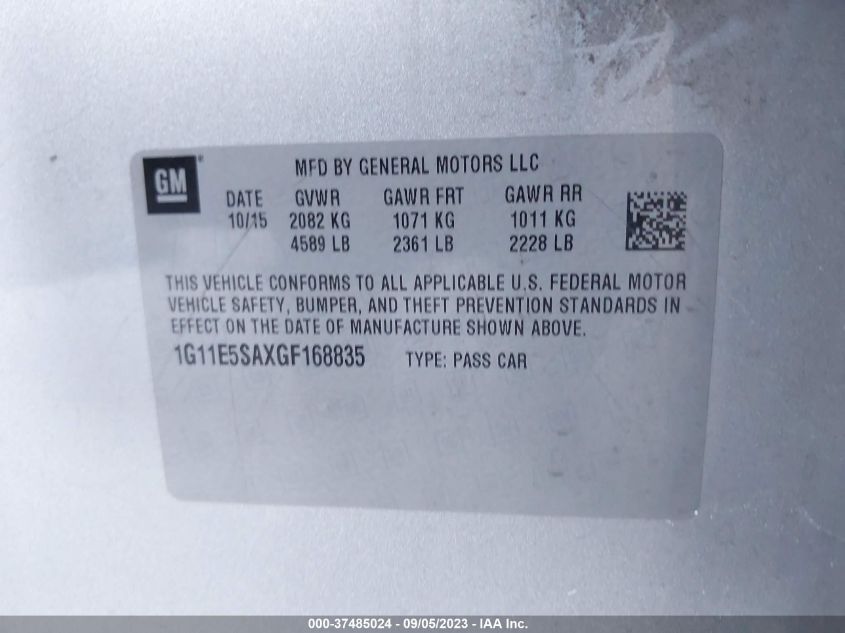 GM
MFD BY GENERAL MOTORS LLC
DATE GVWR GAWR FRT GAWR RR
10/15 2082 KG 1071 KG 1011 KG
4589 LB 2361 LB 2228 LB
THIS VEHICLE CONFORMS TO ALL APPLICABLE U.S. FEDERAL MOTOR
VEHICLE SAFETY, BUMPER, AND THEFT PREVENTION STANDARDS IN
EFFECT ON THE DATE OF MANUFACTURE SHOWN ABOVE.
1G11E5SAXGF168835 TYPE: PASS CAR
000-37485024 - 09/05/2023 - IAA Inc.